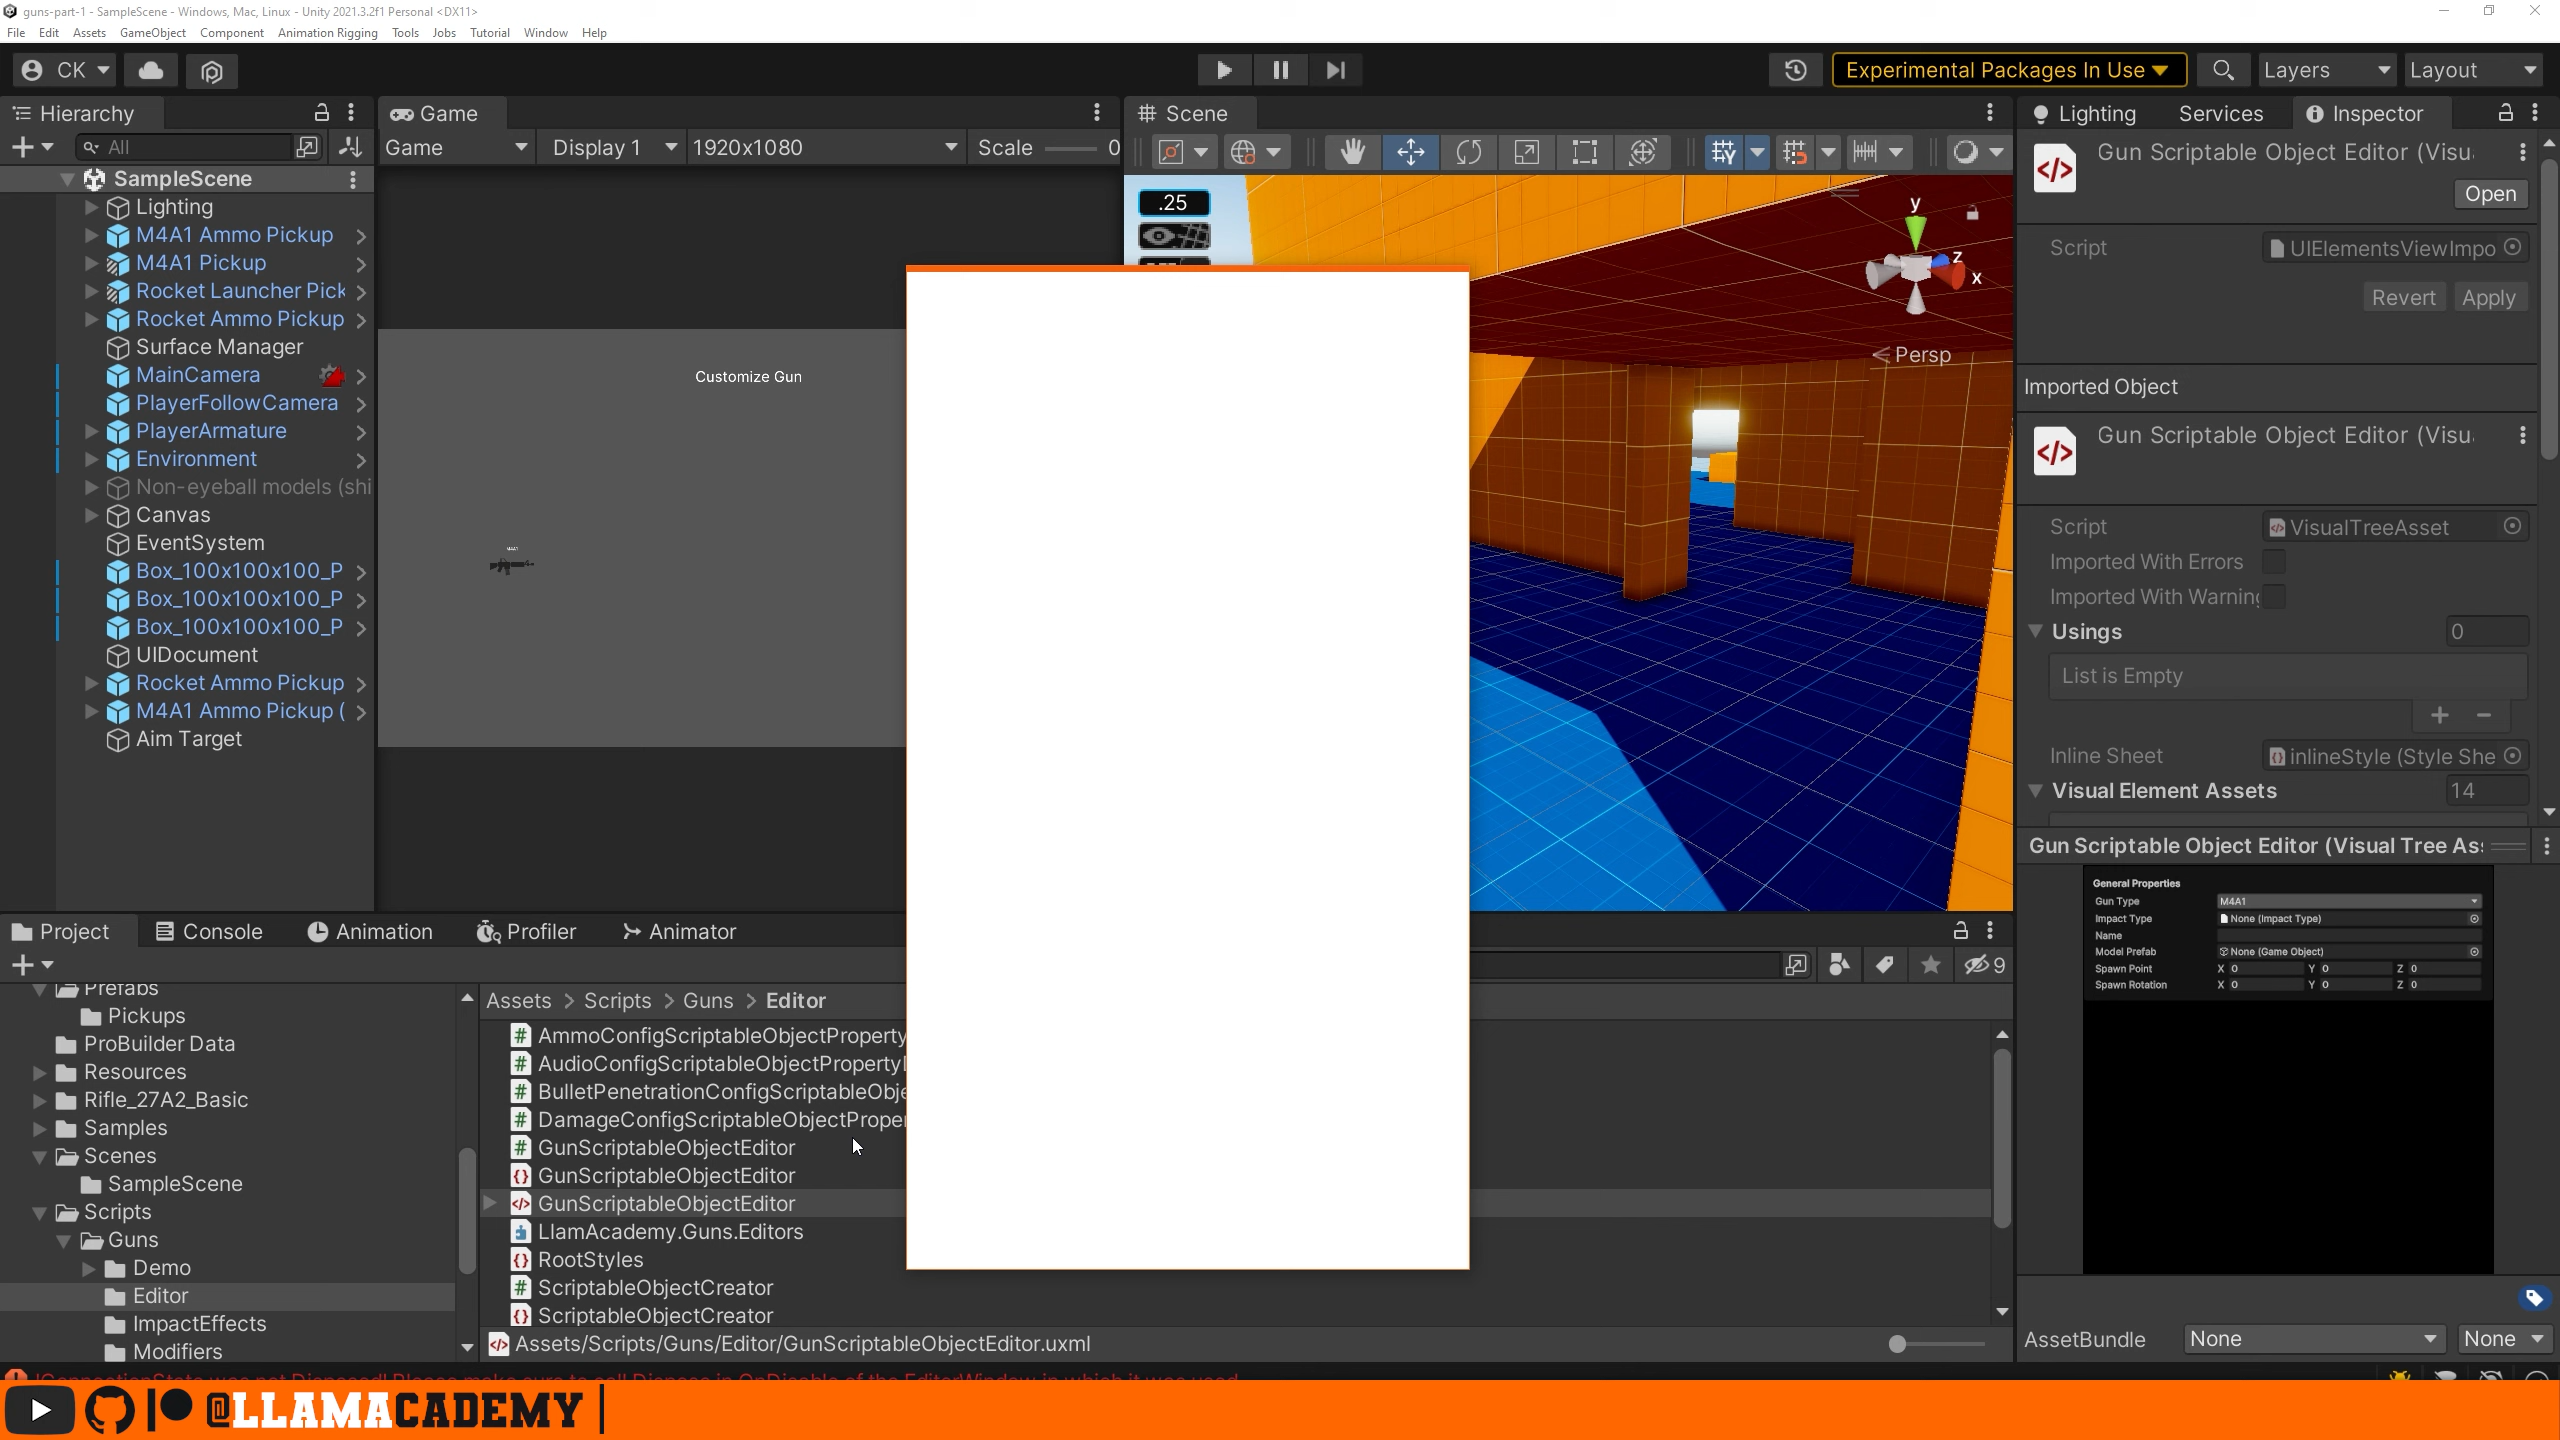 guns-part-1 - SampleScene - Windows, Mac, Linux - Unity 2021.3.2f1 Personal <DX11>
File Edit Assets GameObject Component Animation Rigging Tools Jobs Tutorial Window Help
CK
Experimental Packages In Use
Layers
Layout
Hierarchy
Game
Scene
Lighting
Services
Inspector
All
Game
Display 1
1920x1080
Scale
0
SampleScene
Lighting
M4A1 Ammo Pickup
M4A1 Pickup
Rocket Launcher Pick
Rocket Ammo Pickup
Surface Manager
MainCamera
PlayerFollowCamera
PlayerArmature
Environment
Non-eyeball models (shi
Canvas
EventSystem
Box_100x100x100_P
Box_100x100x100_P
Box_100x100x100_P
UIDocument
Rocket Ammo Pickup
M4A1 Ammo Pickup (
Aim Target
Customize Gun
M4A1
.25
y
z
x
Persp
Gun Scriptable Object Editor (Visu
Open
Script
UIElementsViewImpo
Revert
Apply
Imported Object
Gun Scriptable Object Editor (Visu
Script
VisualTreeAsset
Imported With Errors
Imported With Warning
Usings
0
List is Empty
Inline Sheet
inlineStyle (Style She
Visual Element Assets
14
Gun Scriptable Object Editor (Visual Tree As
General Properties
Gun Type
M4A1
Impact Type
None (Impact Type)
Name
Model Prefab
None (Game Object)
Spawn Point
X 0 Y 0 Z 0
Spawn Rotation
X 0 Y 0 Z 0
AssetBundle
None
None
Project
Console
Animation
Profiler
Animator
9
Prefabs
Pickups
ProBuilder Data
Resources
Rifle_27A2_Basic
Samples
Scenes
SampleScene
Scripts
Guns
Demo
Editor
ImpactEffects
Modifiers
Assets > Scripts > Guns > Editor
AmmoConfigScriptableObjectProperty
AudioConfigScriptableObjectProperty
BulletPenetrationConfigScriptableObje
DamageConfigScriptableObjectProper
GunScriptableObjectEditor
GunScriptableObjectEditor
GunScriptableObjectEditor
LlamAcademy.Guns.Editors
RootStyles
ScriptableObjectCreator
ScriptableObjectCreator
Assets/Scripts/Guns/Editor/GunScriptableObjectEditor.uxml
@LLAMACADEMY